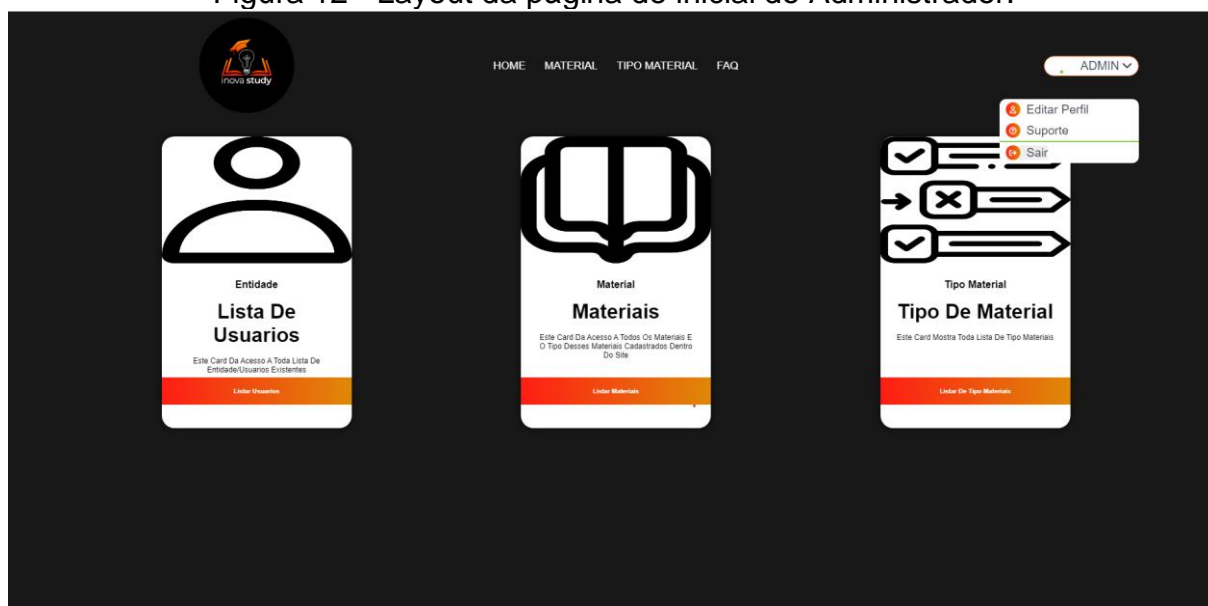 Figura 12 - Layout da página de inicial do Administrador.
inova study
HOME MATERIAL TIPO MATERIAL FAQ
ADMIN
Editar Perfil
Suporte
Sair
Entidade
Lista De
Usuarios
Este Card Da Acesso A Toda Lista De
Entidade/Usuarios Existentes
Listar Usuarios
Material
Materiais
Este Card Da Acesso A Todos Os Materiais E
O Tipo Desses Materiais Cadastrados Dentro
Do Site
Listar Materiais
Tipo Material
Tipo De Material
Este Card Mostra Toda Lista De Tipo Materiais
Listar De Tipo Materiais